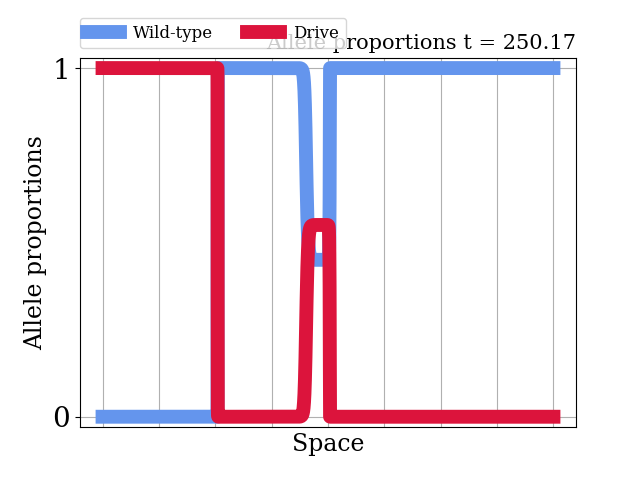 Wild-type Drive
Allele proportions t = 250.17
1
Allele proportions
0
Space